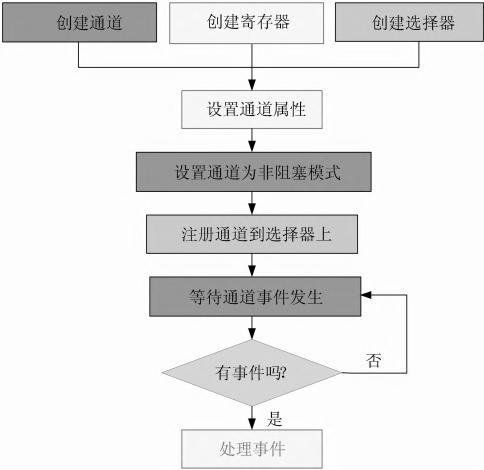 创建通道
创建寄存器
创建选择器
设置通道属性
设置通道为非阻塞模式
注册通道到选择器上
等待通道事件发生
有事件吗?
否
是
处理事件